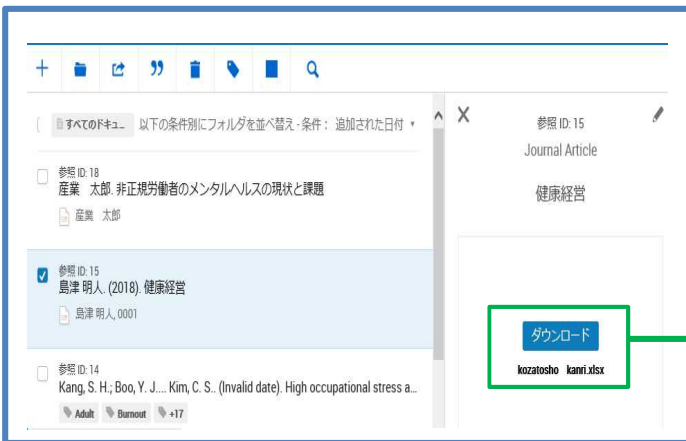 すべてのドキュ... 以下の条件別にフォルダを並べ替え - 条件： 追加された日付
参照 ID: 18
産業　太郎. 非正規労働者のメンタルヘルスの現状と課題
産業　太郎
参照 ID: 15
島津 明人. (2018). 健康経営
島津 明人, 0001
参照 ID: 14
Kang, S. H.; Boo, Y. J.... Kim, C. S.. (Invalid date). High occupational stress a...
Adult Burnout +17
参照 ID: 15
Journal Article
健康経営
ダウンロード
kozatosho kanri.xlsx